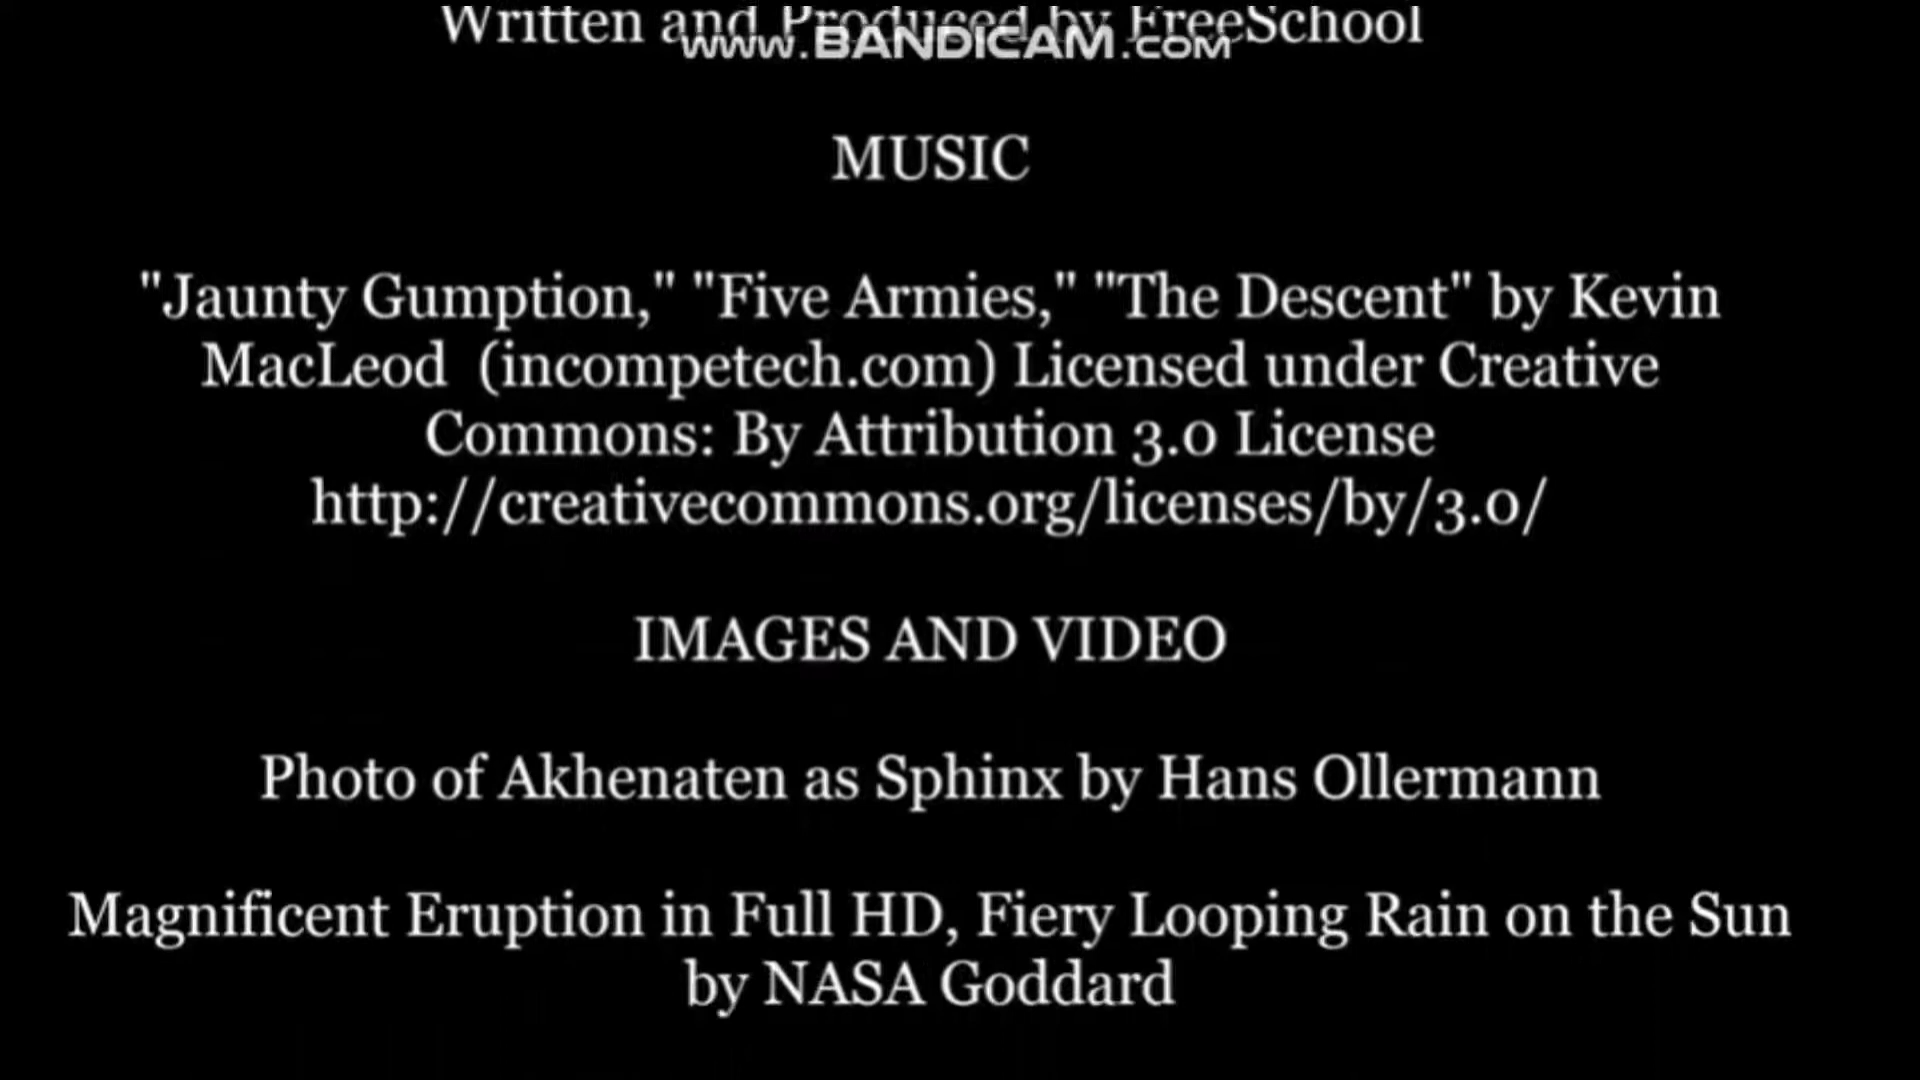 Written and Produced by FreeSchool
www.BANDICAM.COM
MUSIC
"Jaunty Gumption," "Five Armies," "The Descent" by Kevin
MacLeod (incompetech.com) Licensed under Creative
Commons: By Attribution 3.0 License
http://creativecommons.org/licenses/by/3.0/
IMAGES AND VIDEO
Photo of Akhenaten as Sphinx by Hans Ollermann
Magnificent Eruption in Full HD, Fiery Looping Rain on the Sun
by NASA Goddard